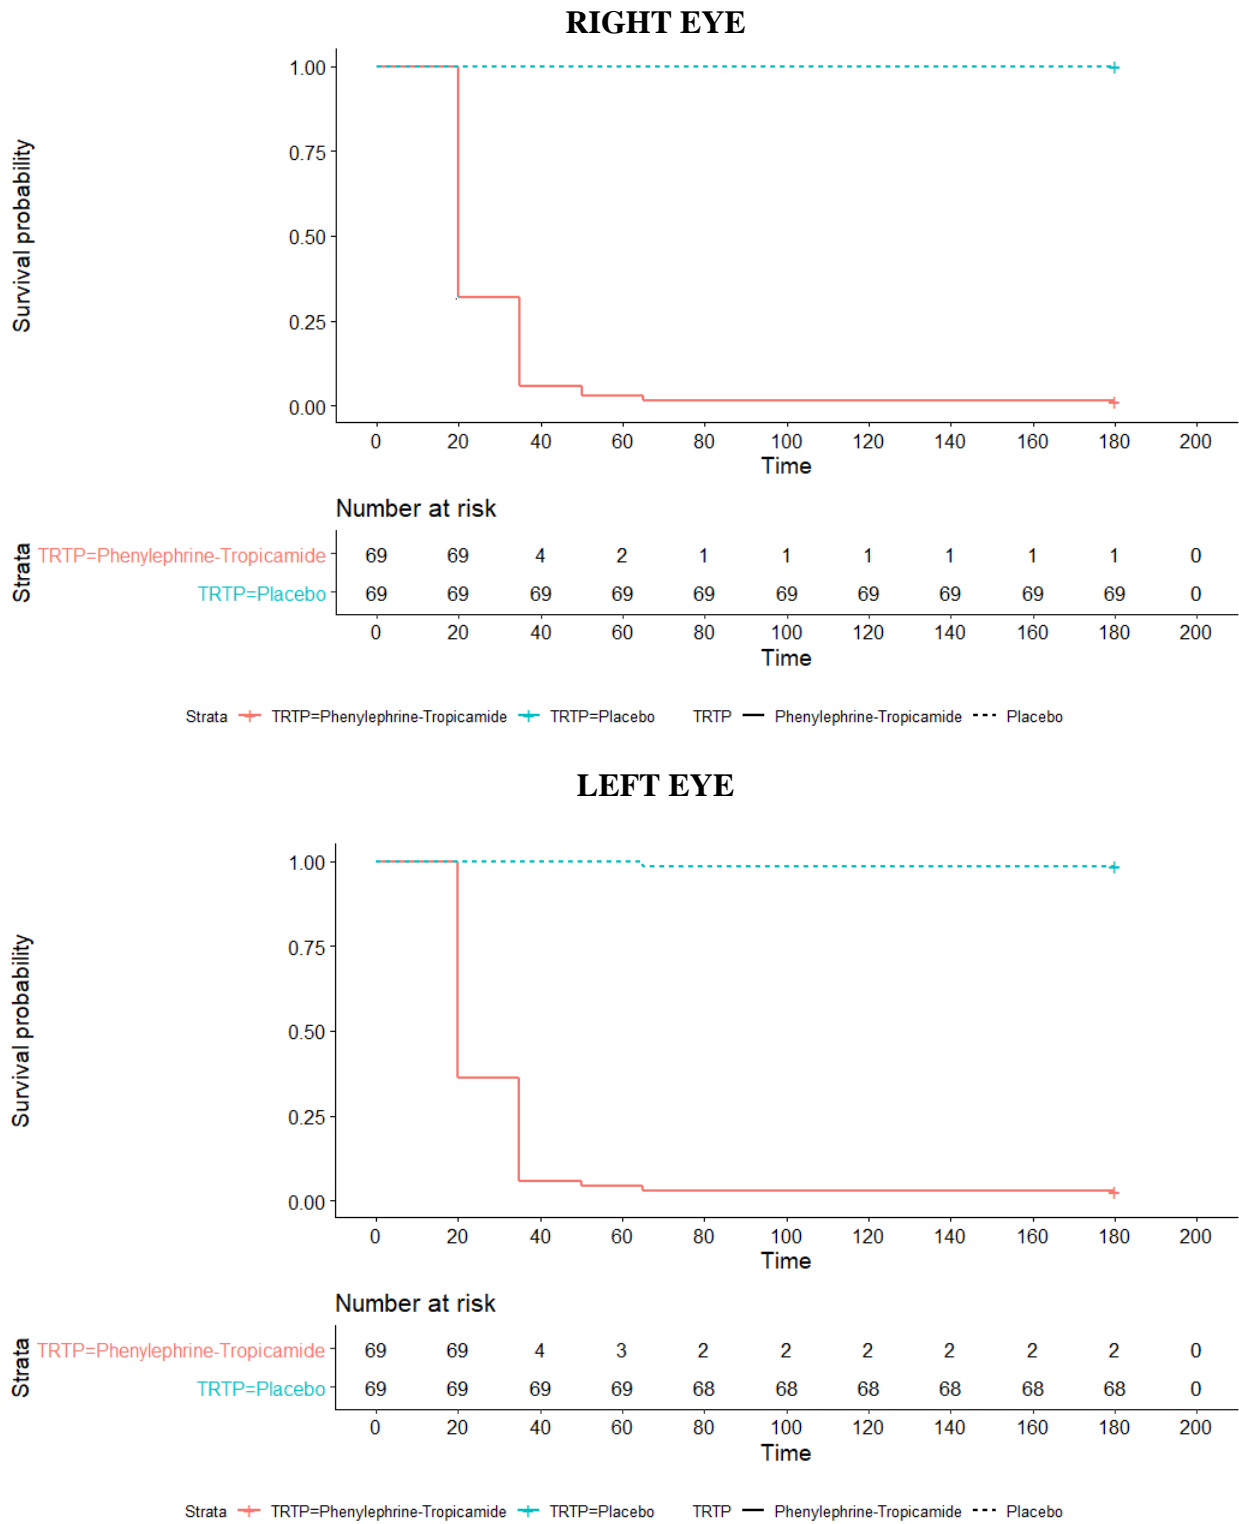 RIGHT EYE
Survival probability
1.00
0.75
0.50
0.25
0.00
0 20 40 60 80 100 120 140 160 180 200
Time
Number at risk
Strata
TRTP=Phenylephrine-Tropicamide 69 69 4 2 1 1 1 1 1 1 0
TRTP=Placebo 69 69 69 69 69 69 69 69 69 69 0
0 20 40 60 80 100 120 140 160 180 200
Time
Strata TRTP=Phenylephrine-Tropicamide TRTP=Placebo TRTP Phenylephrine-Tropicamide Placebo
LEFT EYE
Survival probability
1.00
0.75
0.50
0.25
0.00
0 20 40 60 80 100 120 140 160 180 200
Time
Number at risk
Strata
TRTP=Phenylephrine-Tropicamide 69 69 4 3 2 2 2 2 2 2 0
TRTP=Placebo 69 69 69 69 68 68 68 68 68 68 0
0 20 40 60 80 100 120 140 160 180 200
Time
Strata TRTP=Phenylephrine-Tropicamide TRTP=Placebo TRTP Phenylephrine-Tropicamide Placebo